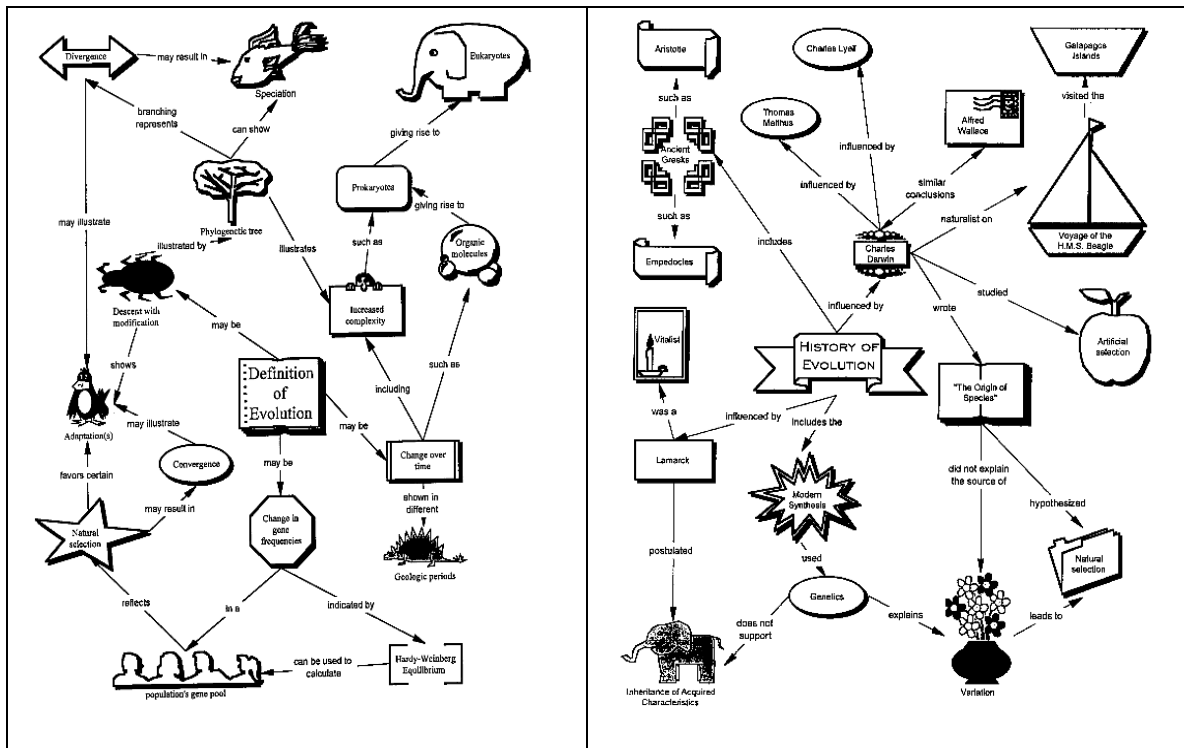 Divergence
may result in
Speciation
Eukaryotes
branching
represents
can show
giving rise to
Prokaryotes
giving rise to
may illustrate
illustrated by
Phylogenetic tree
illustrates
such as
Organic
molecules
Descent with
modification
Increased
complexity
may be
shows
Definition
of
Evolution
including
such as
Adaptation(s)
may illustrate
may be
Convergence
may be
Change over
time
favors certain
may result in
shown in
different
Natural
selection
Change in
gene
frequencies
Geologic periods
reflects
in a
indicated by
can be used to
calculate
Hardy-Weinberg
Equilibrium
population's gene pool
Aristotle
Charles Lyell
Galapagos
Islands
such as
Thomas
Malthus
Alfred
Wallace
visited the
Ancient
Greeks
influenced by
influenced by
similar
conclusions
such as
naturalist on
Voyage of the
H.M.S. Beagle
Empedocles
includes
Charles
Darwin
influenced by
wrote
studied
Vitalist
HISTORY OF
EVOLUTION
Artificial
selection
"The Origin of
Species"
was a
influenced by
includes the
Lamarck
did not explain
the source of
hypothesized
Modern
Synthesis
postulated
used
Natural
selection
Genetics
explains
leads to
does not
support
Inheritance of Acquired
Characteristics
Variation